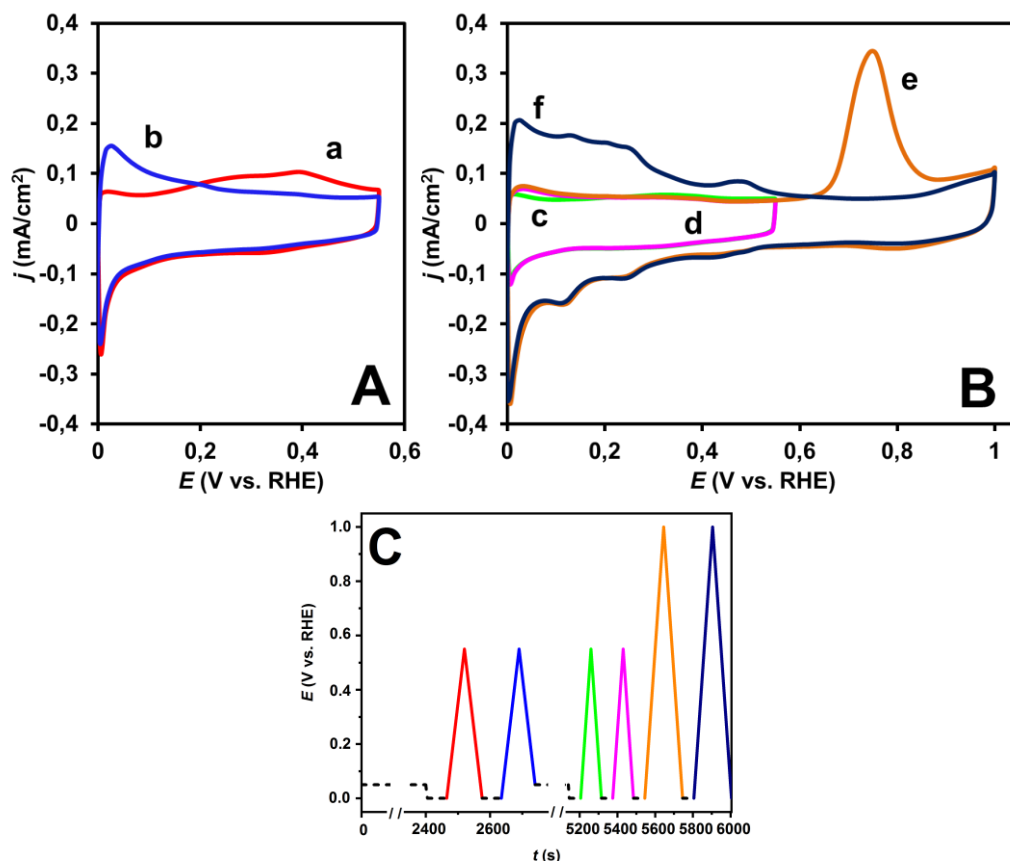 0,4
0,3
0,2
0,1
0
-0,1
-0,2
-0,3
-0,4
j (mA/cm²)
b
a
A
0
0,2
0,4
0,6
E (V vs. RHE)
0,4
0,3
0,2
0,1
0
-0,1
-0,2
-0,3
-0,4
j (mA/cm²)
e
f
c
d
B
0
0,2
0,4
0,6
0,8
1
E (V vs. RHE)
C
1.0
0.8
0.6
0.4
0.2
0.0
E (V vs. RHE)
0
//
2400
2600
//
5200
5400
5600
5800
6000
t (s)